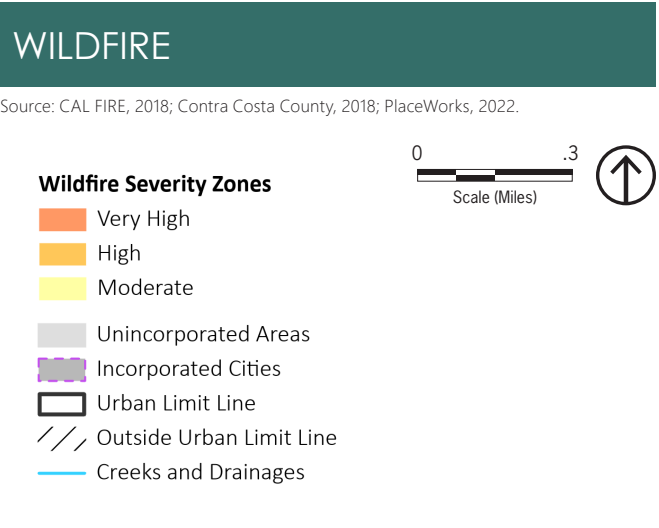 WILDFIRE
Source: CAL FIRE, 2018; Contra Costa County, 2018; PlaceWorks, 2022.
0 .3
Scale (Miles)
Wildfire Severity Zones
Very High
High
Moderate
Unincorporated Areas
Incorporated Cities
Urban Limit Line
Outside Urban Limit Line
Creeks and Drainages